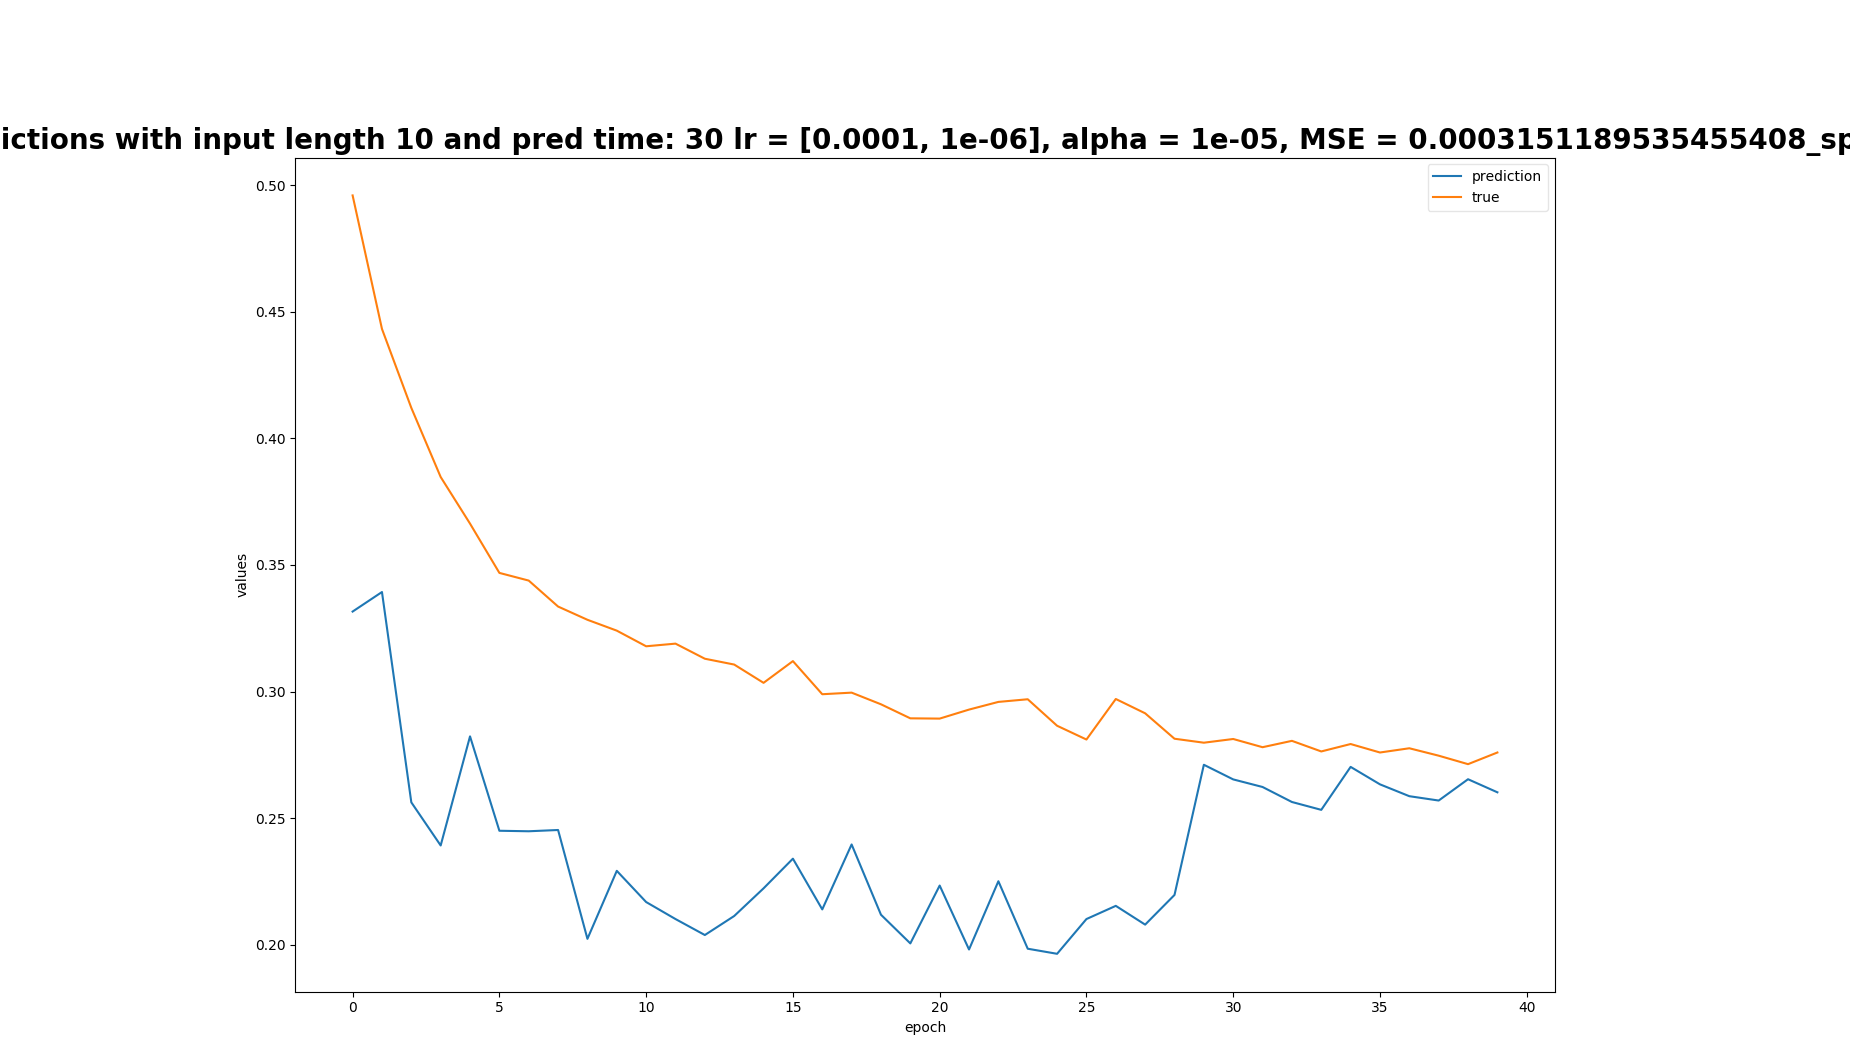 ictions with input length 10 and pred time: 30 lr = [0.0001, 1e-06], alpha = 1e-05, MSE = 0.0003151189535455408_sp
prediction
true
0.50
0.45
0.40
0.35
0.30
0.25
0.20
values
0 5 10 15 20 25 30 35 40
epoch